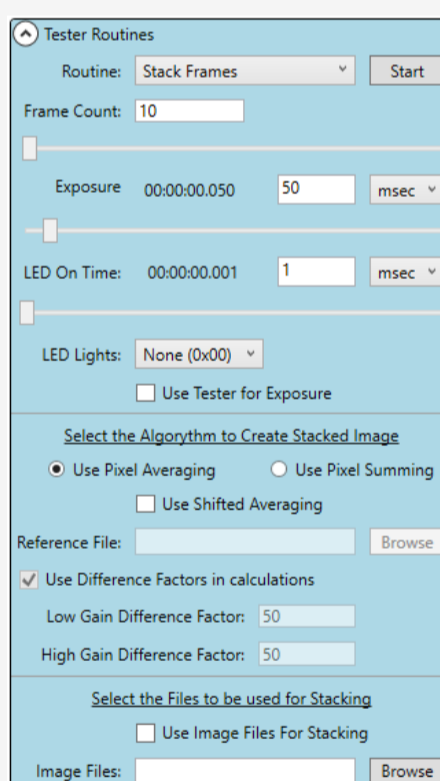 Tester Routines
Routine: Stack Frames Start
Frame Count: 10
Exposure 00:00:00.050 50 msec
LED On Time: 00:00:00.001 1 msec
LED Lights: None (0x00)
Use Tester for Exposure
Select the Algorythm to Create Stacked Image
Use Pixel Averaging Use Pixel Summing
Use Shifted Averaging
Reference File: Browse
Use Difference Factors in calculations
Low Gain Difference Factor: 50
High Gain Difference Factor: 50
Select the Files to be used for Stacking
Use Image Files For Stacking
Image Files: Browse